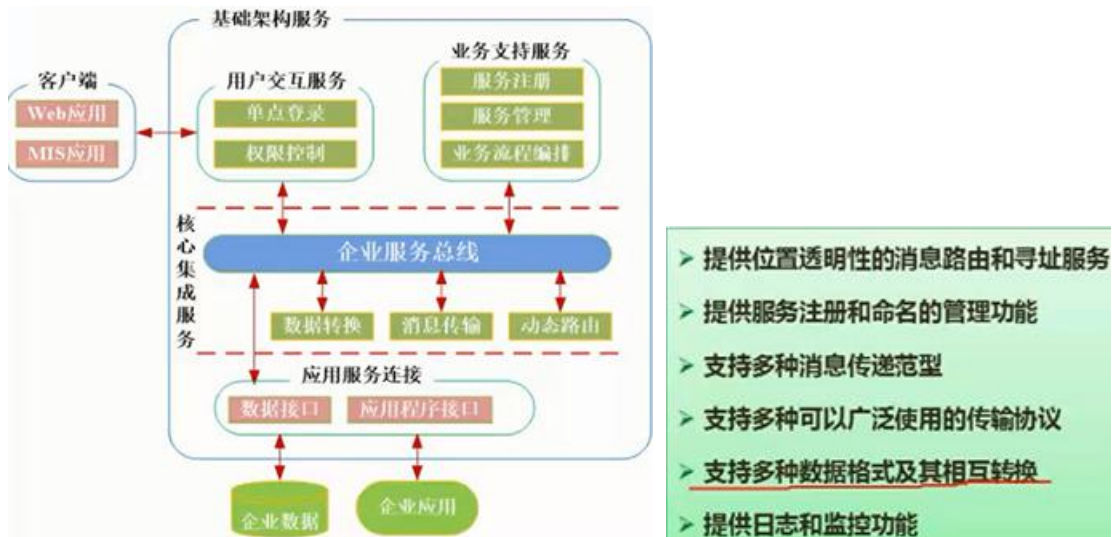 基础架构服务
客户端
Web应用
MIS应用
用户交互服务
单点登录
权限控制
业务支持服务
服务注册
服务管理
业务流程编排
核心集成服务
企业服务总线
数据转换
消息传输
动态路由
应用服务连接
数据接口
应用程序接口
企业数据
企业应用
➢ 提供位置透明性的消息路由和寻址服务
➢ 提供服务注册和命名的管理功能
➢ 支持多种消息传递范型
➢ 支持多种可以广泛使用的传输协议
➢ 支持多种数据格式及其相互转换
➢ 提供日志和监控功能